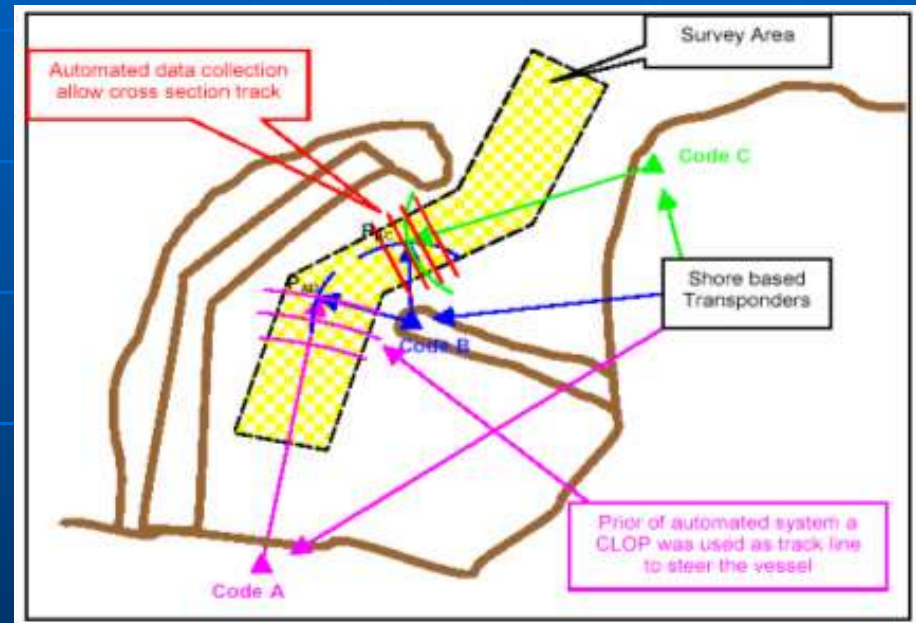 Survey Area
Automated data collection
allow cross section track
Code C
Shore based
Transponders
Code B
Prior of automated system a
CLOP was used as track line
to steer the vessel
Code A